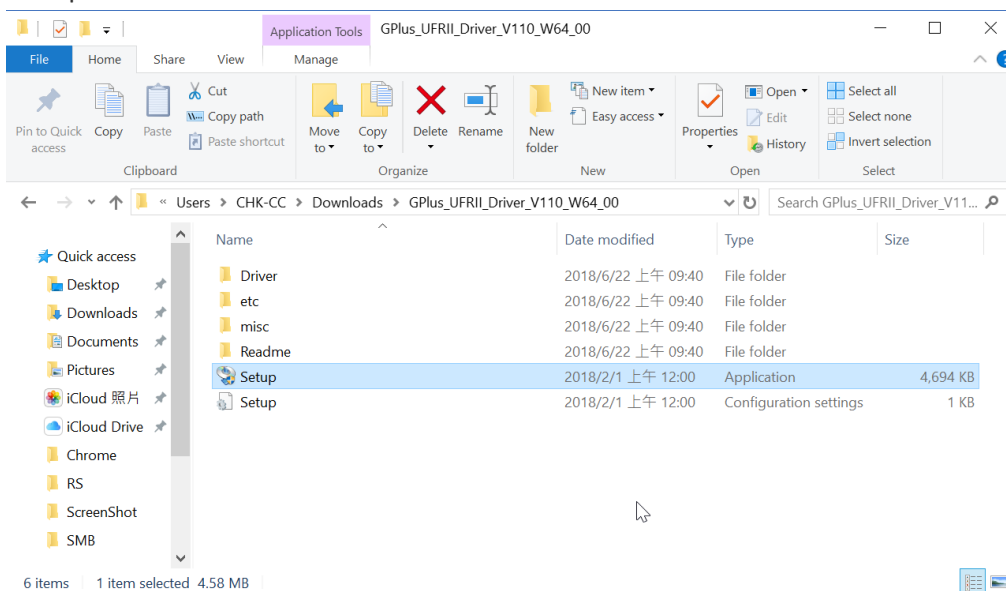 Application Tools GPlus_UFRII_Driver_V110_W64_00
File Home Share View Manage
Pin to Quick access
Copy
Paste
Cut
Copy path
Paste shortcut
Clipboard
Move to
Copy to
Delete
Rename
Organize
New folder
New item
Easy access
New
Properties
Open
Edit
History
Open
Select all
Select none
Invert selection
Select
« Users > CHK-CC > Downloads > GPlus_UFRII_Driver_V110_W64_00
Search GPlus_UFRII_Driver_V11...
Quick access
Desktop
Downloads
Documents
Pictures
iCloud 照片
iCloud Drive
Chrome
RS
ScreenShot
SMB
Name Date modified Type Size
Driver 2018/6/22 上午 09:40 File folder
etc 2018/6/22 上午 09:40 File folder
misc 2018/6/22 上午 09:40 File folder
Readme 2018/6/22 上午 09:40 File folder
Setup 2018/2/1 上午 12:00 Application 4,694 KB
Setup 2018/2/1 上午 12:00 Configuration settings 1 KB
6 items 1 item selected 4.58 MB